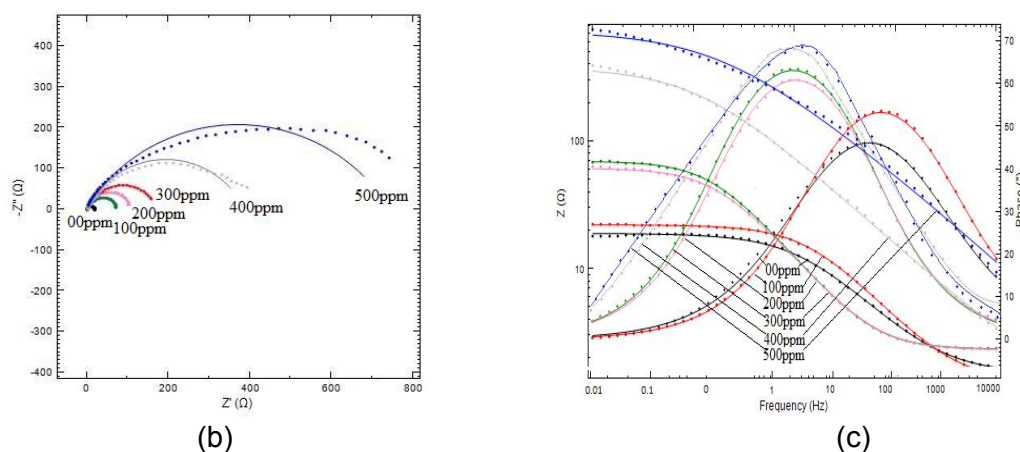 400
300
200
100
0
-100
-200
-300
-400
-Z'' (Ω)
300ppm
200ppm
00ppm
100ppm
400ppm
500ppm
0 200 400 600 800
Z' (Ω)
(b)
100
10
Z (Ω)
70
60
50
40
30
20
10
0
Phase (°)
00ppm
100ppm
200ppm
300ppm
400ppm
500ppm
0.01 0.1 0 1 10 100 1000 10000
Frequency (Hz)
(c)